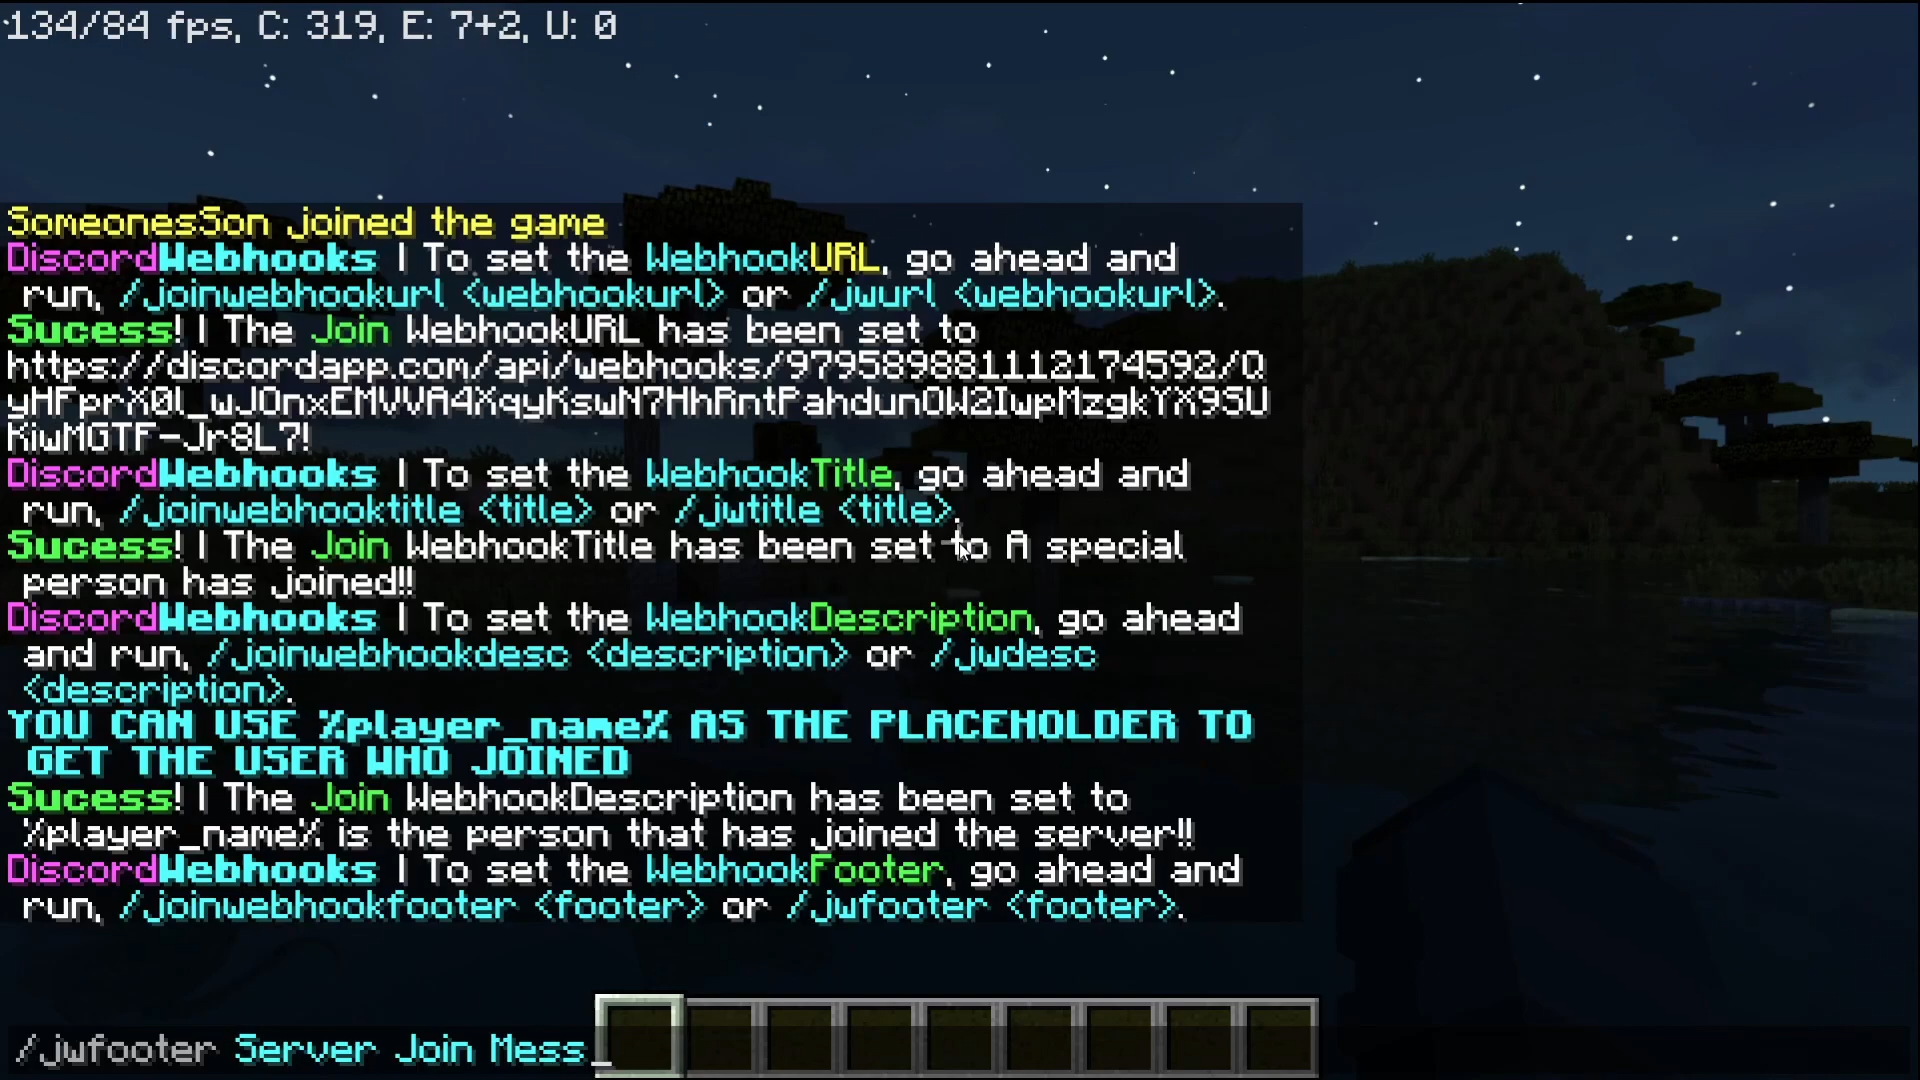 134/84 fps, C: 319, E: 7+2, U: 0
SomeonesSon joined the game
DiscordWebhooks | To set the WebhookURL, go ahead and
run, /joinwebhookurl <webhookurl> or /jwurl <webhookurl>.
Sucess! | The Join WebhookURL has been set to
https://discordapp.com/api/webhooks/979589881112174592/Q
yHFprX0l_wJOnxEMVVA4XqyKswN7HhRntPahdunOW2IwpMzgkYX95U
KiwMGTF-Jr8L7!
DiscordWebhooks | To set the WebhookTitle, go ahead and
run, /joinwebhooktitle <title> or /jwtitle <title>.
Sucess! | The Join WebhookTitle has been set to A special
person has joined!!
DiscordWebhooks | To set the WebhookDescription, go ahead
and run, /joinwebhookdesc <description> or /jwdesc
<description>.
YOU CAN USE %player_name% AS THE PLACEHOLDER TO
GET THE USER WHO JOINED
Sucess! | The Join WebhookDescription has been set to
%player_name% is the person that has joined the server!!
DiscordWebhooks | To set the WebhookFooter, go ahead and
run, /joinwebhookfooter <footer> or /jwfooter <footer>.
/jwfooter Server Join Mess_